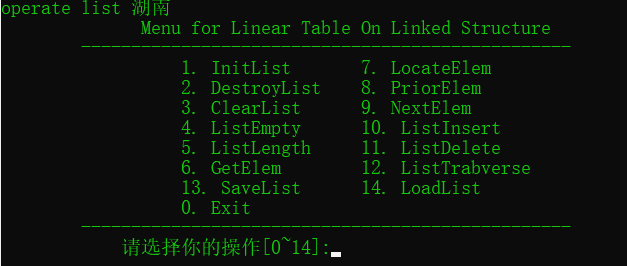 operate list 湖南
Menu for Linear Table On Linked Structure
-------------------------------------------------
1. InitList 7. LocateElem
2. DestroyList 8. PriorElem
3. ClearList 9. NextElem
4. ListEmpty 10. ListInsert
5. ListLength 11. ListDelete
6. GetElem 12. ListTrabverse
13. SaveList 14. LoadList
0. Exit
-------------------------------------------------
请选择你的操作[0~14]: